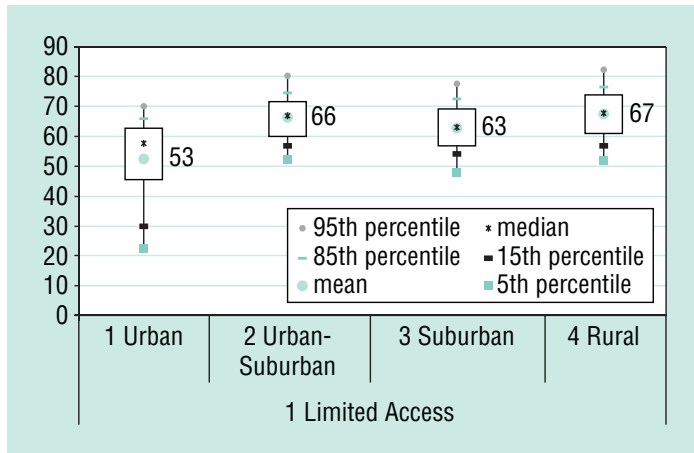 90
80
70
60
50
40
30
20
10
0
53
66
63
67
95th percentile
median
85th percentile
15th percentile
mean
5th percentile
1 Urban
2 Urban-
Suburban
3 Suburban
4 Rural
1 Limited Access